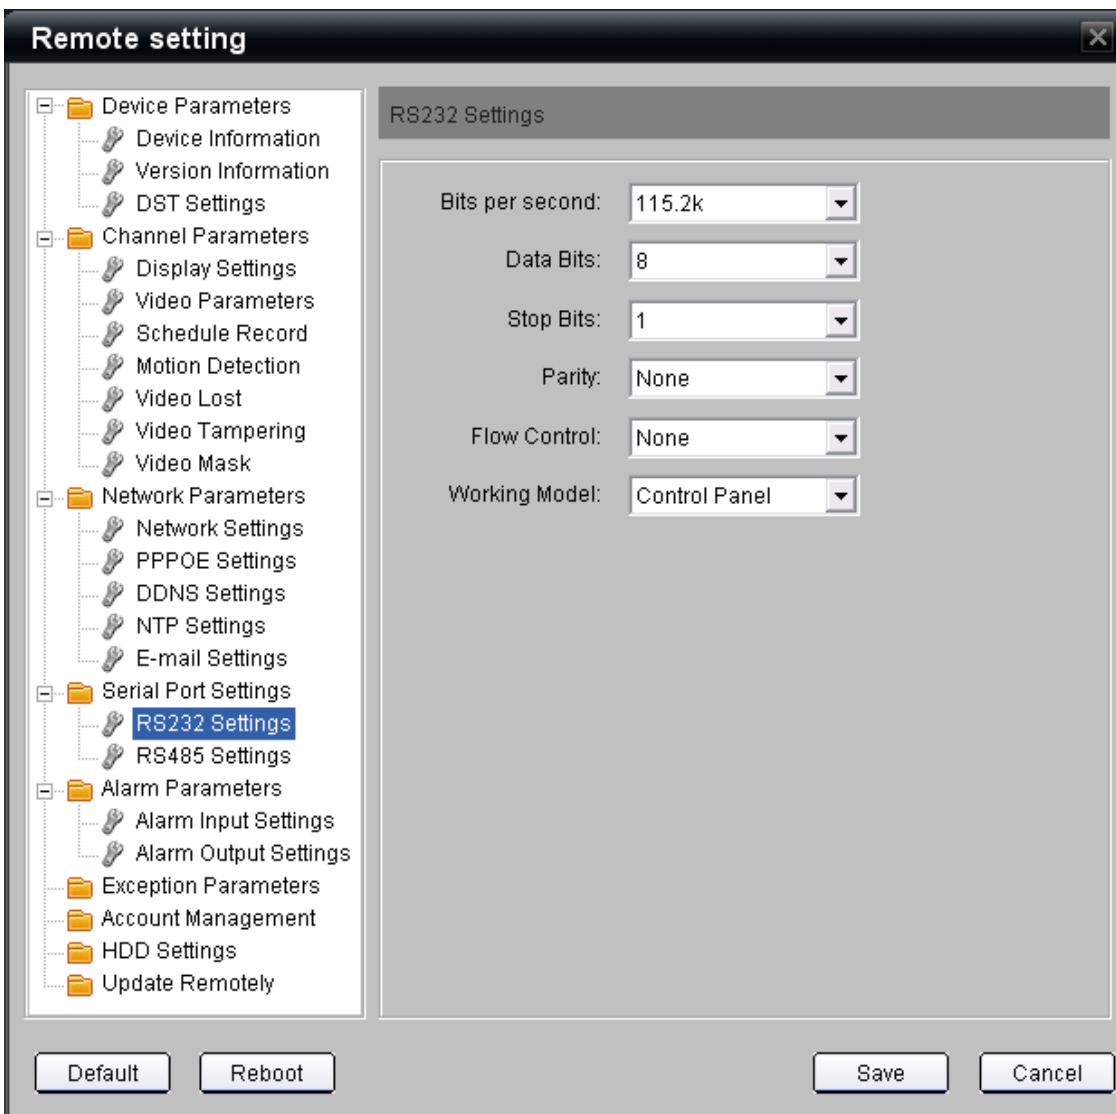 Remote setting
Device Parameters
Device Information
Version Information
DST Settings
Channel Parameters
Display Settings
Video Parameters
Schedule Record
Motion Detection
Video Lost
Video Tampering
Video Mask
Network Parameters
Network Settings
PPPOE Settings
DDNS Settings
NTP Settings
E-mail Settings
Serial Port Settings
RS232 Settings
RS485 Settings
Alarm Parameters
Alarm Input Settings
Alarm Output Settings
Exception Parameters
Account Management
HDD Settings
Update Remotely
RS232 Settings
Bits per second: 115.2k
Data Bits: 8
Stop Bits: 1
Parity: None
Flow Control: None
Working Model: Control Panel
Default Reboot Save Cancel